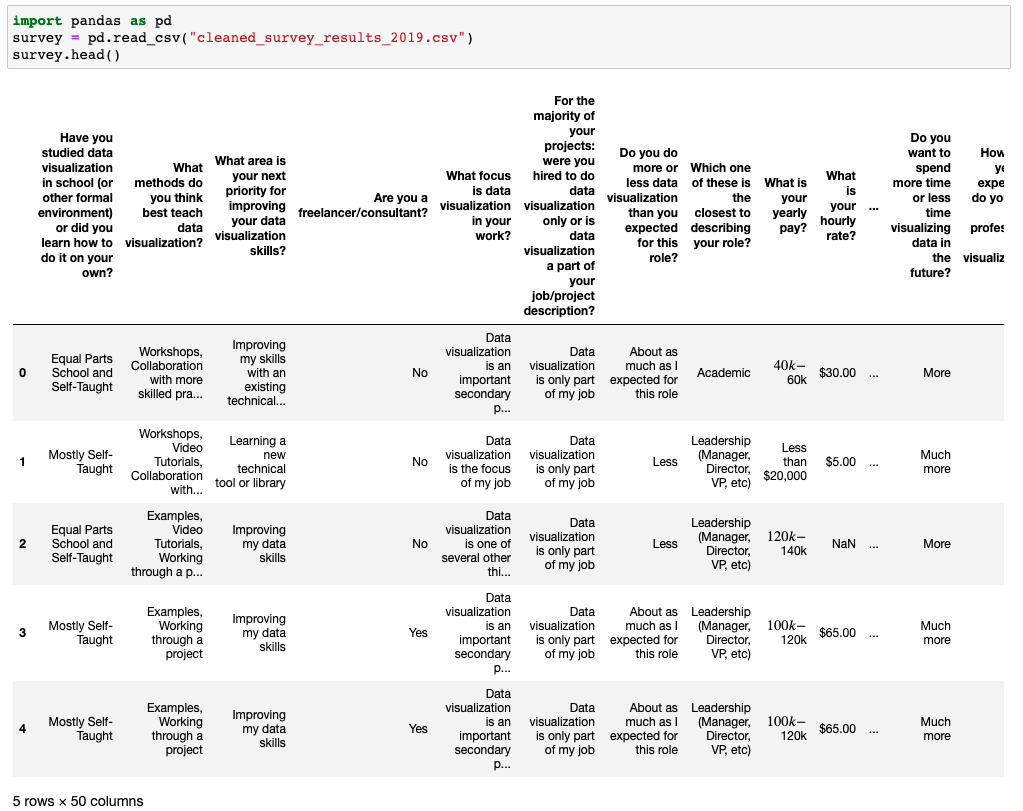 import pandas as pd
survey = pd.read_csv("cleaned_survey_results_2019.csv")
survey.head()
Have you
studied data
visualization
in school (or
other formal
environment)
or did you
learn how to
do it on your
own?
What
methods do
you think
best teach
data
visualization?
What area is
your next
priority for
improving
your data
visualization
skills?
Are you a
freelancer/consultant?
What focus
is data
visualization
in your
work?
For the
majority of
your
projects:
were you
hired to do
data
visualization
only or is
data
visualization
a part of
your
job/project
description?
Do you do
more or
less data
visualization
than you
expected
for this
role?
Which one
of these is
the
closest to
describing
your role?
What is
your
yearly
pay?
What
is
your
hourly
rate?
...
Do you
want to
spend
more time
or less
time
visualizing
data in
the
future?
How
ye
expe
do yo
profes
visualiz
0
Equal Parts
School and
Self-Taught
Workshops,
Collaboration
with more
skilled pra...
Improving
my skills
with an
existing
technical...
No
Data
visualization
is an
important
secondary
p...
Data
visualization
is only part
of my job
About as
much as I
expected for
this role
Academic
40k−
60k
$30.00
...
More
1
Mostly Self-
Taught
Workshops,
Video
Tutorials,
Collaboration
with...
Learning a
new
technical
tool or library
No
Data
visualization
is the focus
of my job
Data
visualization
is only part
of my job
Less
Leadership
(Manager,
Director,
VP, etc)
Less
than
$20,000
$5.00
...
Much
more
2
Equal Parts
School and
Self-Taught
Examples,
Video
Tutorials,
Working
through a p...
Improving
my data
skills
No
Data
visualization
is one of
several other
thi...
Data
visualization
is only part
of my job
Less
Leadership
(Manager,
Director,
VP, etc)
120k−
140k
NaN
...
More
3
Mostly Self-
Taught
Examples,
Working
through a
project
Improving
my data
skills
Yes
Data
visualization
is an
important
secondary
p...
Data
visualization
is only part
of my job
About as
much as I
expected for
this role
Leadership
(Manager,
Director,
VP, etc)
100k−
120k
$65.00
...
Much
more
4
Mostly Self-
Taught
Examples,
Working
through a
project
Improving
my data
skills
Yes
Data
visualization
is an
important
secondary
p...
Data
visualization
is only part
of my job
About as
much as I
expected for
this role
Leadership
(Manager,
Director,
VP, etc)
100k−
120k
$65.00
...
Much
more
5 rows × 50 columns